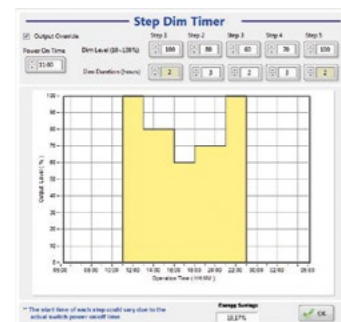 Step Dim Timer
Output Override
Step 1 Step 2 Step 3 Step 4 Step 5
Power On Time
Dim Level (10~100%) 100 80 60 70 100
Dim Duration (hours) 2 3 2 3 2
Output Level ( % )
100
90
80
70
60
50
40
30
20
10
0
Operation Time ( HH:MM )
** The start time of each step could vary due to the
actual switch power on/off time
Energy Savings
OK